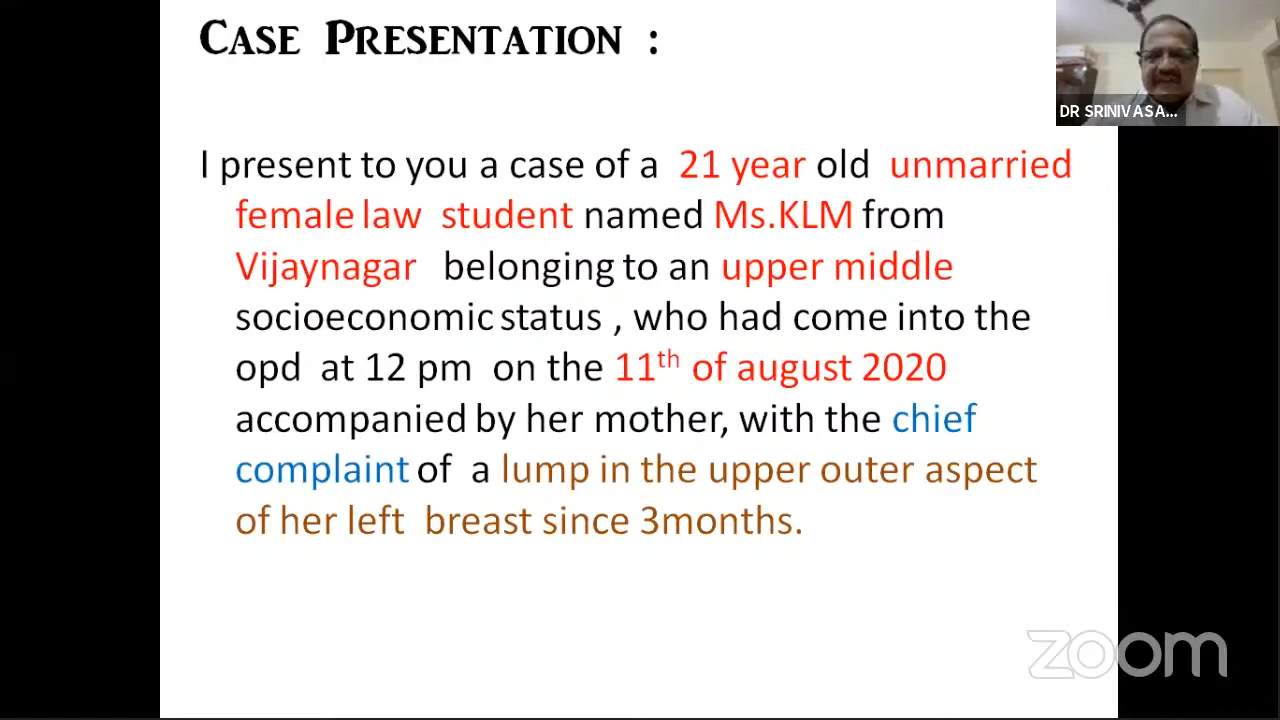 CASE PRESENTATION :
DR SRINIVASA...
I present to you a case of a 21 year old unmarried
female law student named Ms.KLM from
Vijaynagar belonging to an upper middle
socioeconomic status , who had come into the
opd at 12 pm on the 11th of august 2020
accompanied by her mother, with the chief
complaint of a lump in the upper outer aspect
of her left breast since 3months.
zoom